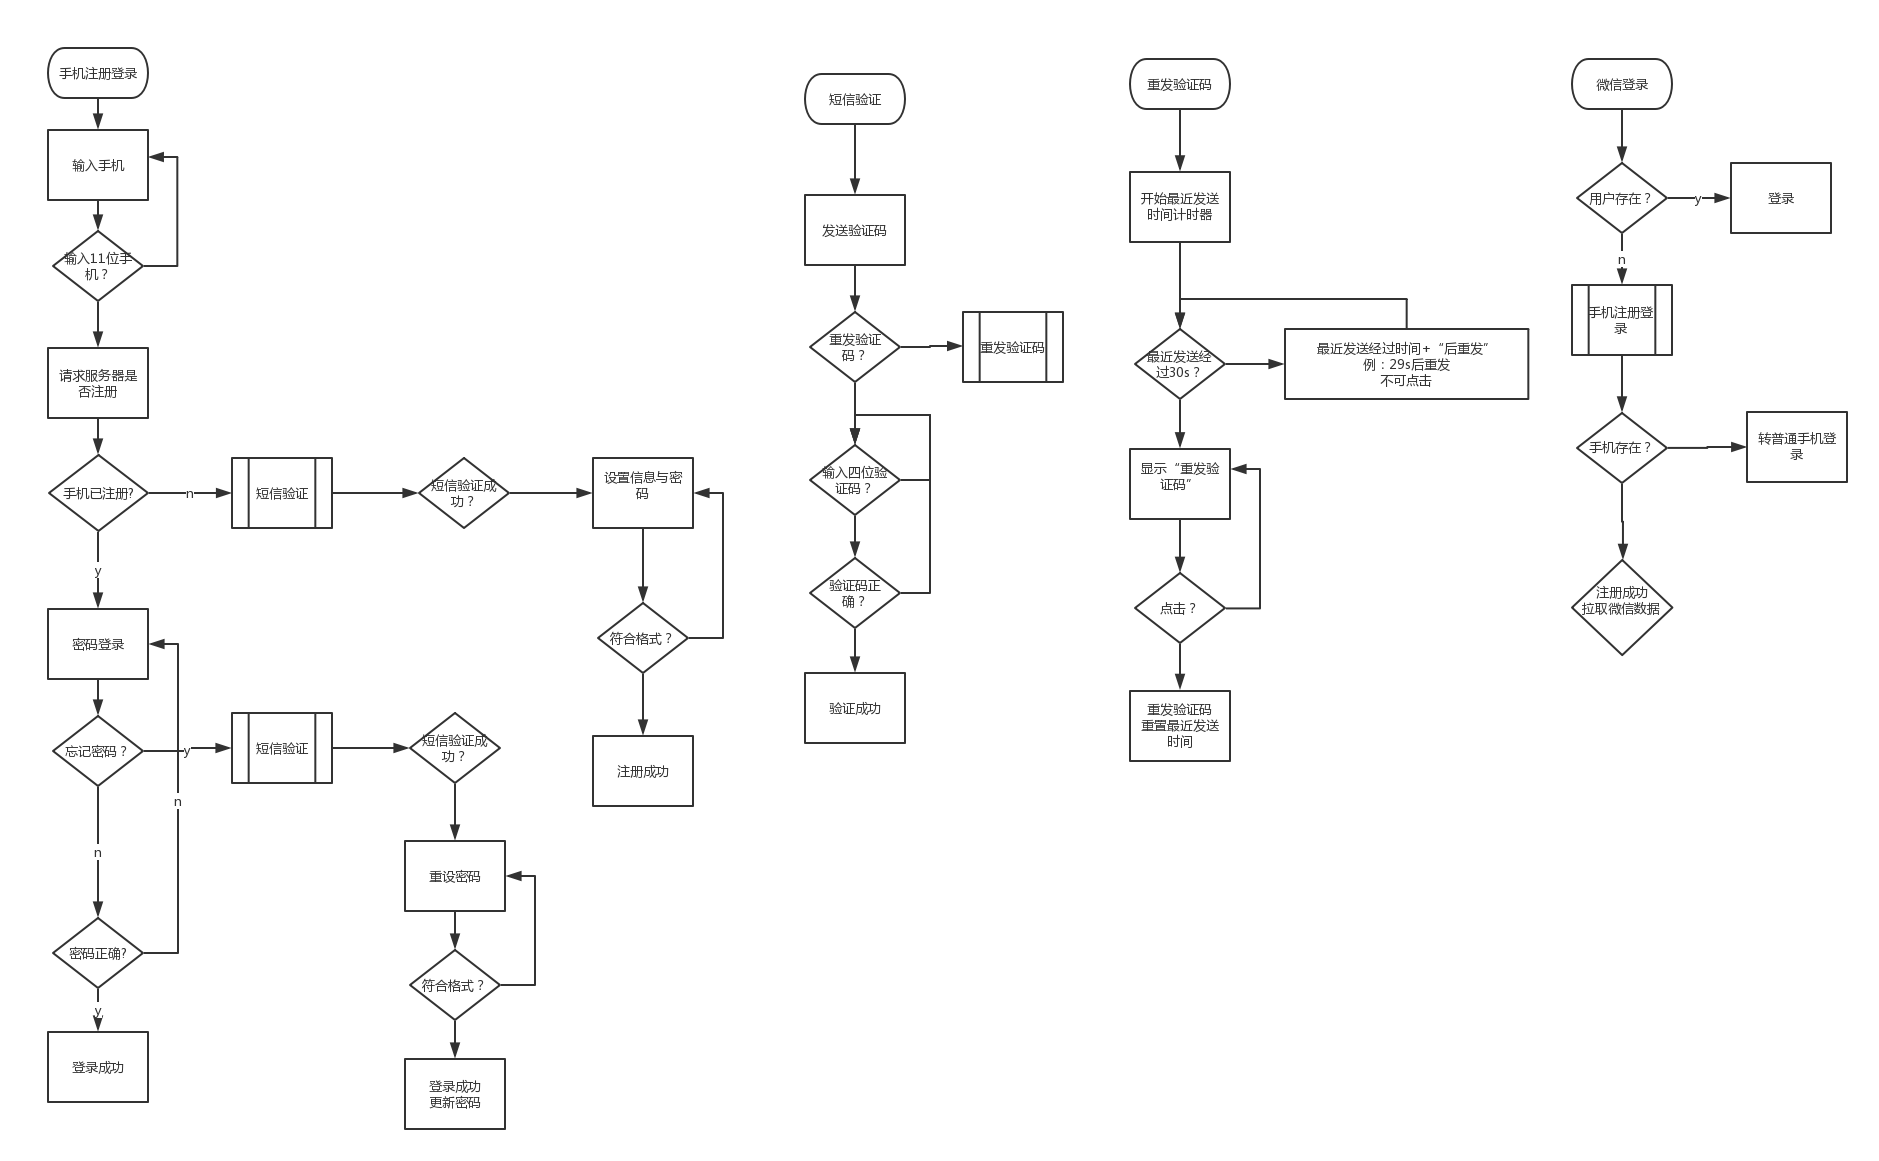 手机注册登录
输入手机
输入11位手
机？
请求服务器是
否注册
手机已注册?
n
短信验证
短信验证成
功？
设置信息与密
码
y
符合格式？
注册成功
密码登录
忘记密码？
y
短信验证
短信验证成
功？
n
n
重设密码
密码正确?
符合格式？
y
登录成功
登录成功
更新密码
短信验证
发送验证码
重发验证
码？
重发验证码
输入四位验
证码？
验证码正
确？
验证成功
重发验证码
开始最近发送
时间计时器
最近发送经
过30s？
最近发送经过时间+“后重发”
例：29s后重发
不可点击
显示“重发验
证码”
点击？
重发验证码
重置最近发送
时间
微信登录
用户存在？
y
登录
n
手机注册登
录
手机存在？
转普通手机登
录
注册成功
拉取微信数据